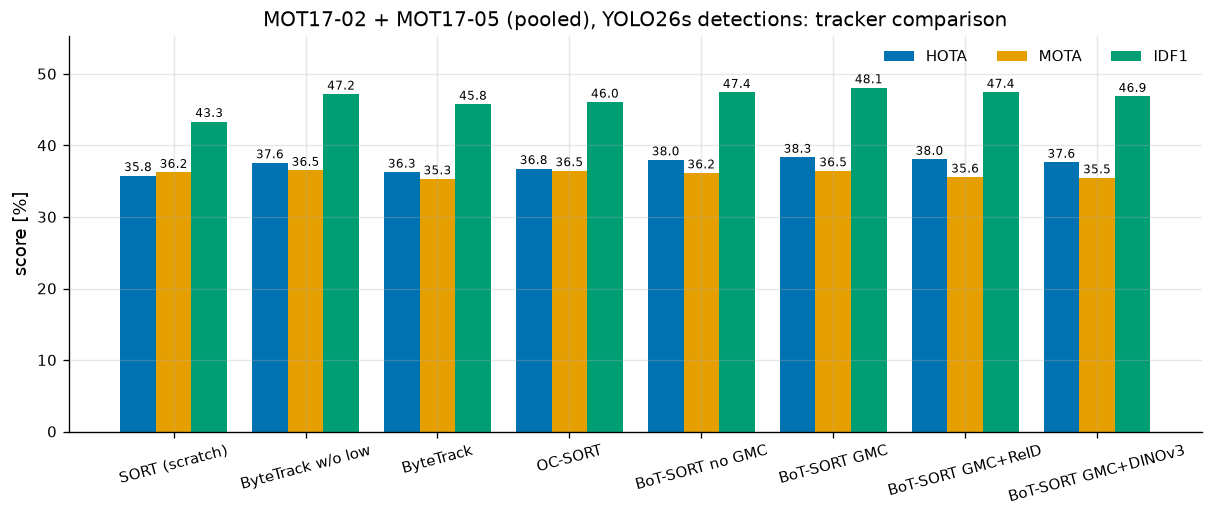 MOT17-02 + MOT17-05 (pooled), YOLO26s detections: tracker comparison
HOTA MOTA IDF1
score [%]
50
40
30
20
10
0
35.8 36.2 43.3
37.6 36.5 47.2
36.3 35.3 45.8
36.8 36.5 46.0
38.0 36.2 47.4
38.3 36.5 48.1
38.0 35.6 47.4
37.6 35.5 46.9
SORT (scratch)
ByteTrack w/o low
ByteTrack
OC-SORT
BoT-SORT no GMC
BoT-SORT GMC
BoT-SORT GMC+ReID
BoT-SORT GMC+DINOv3